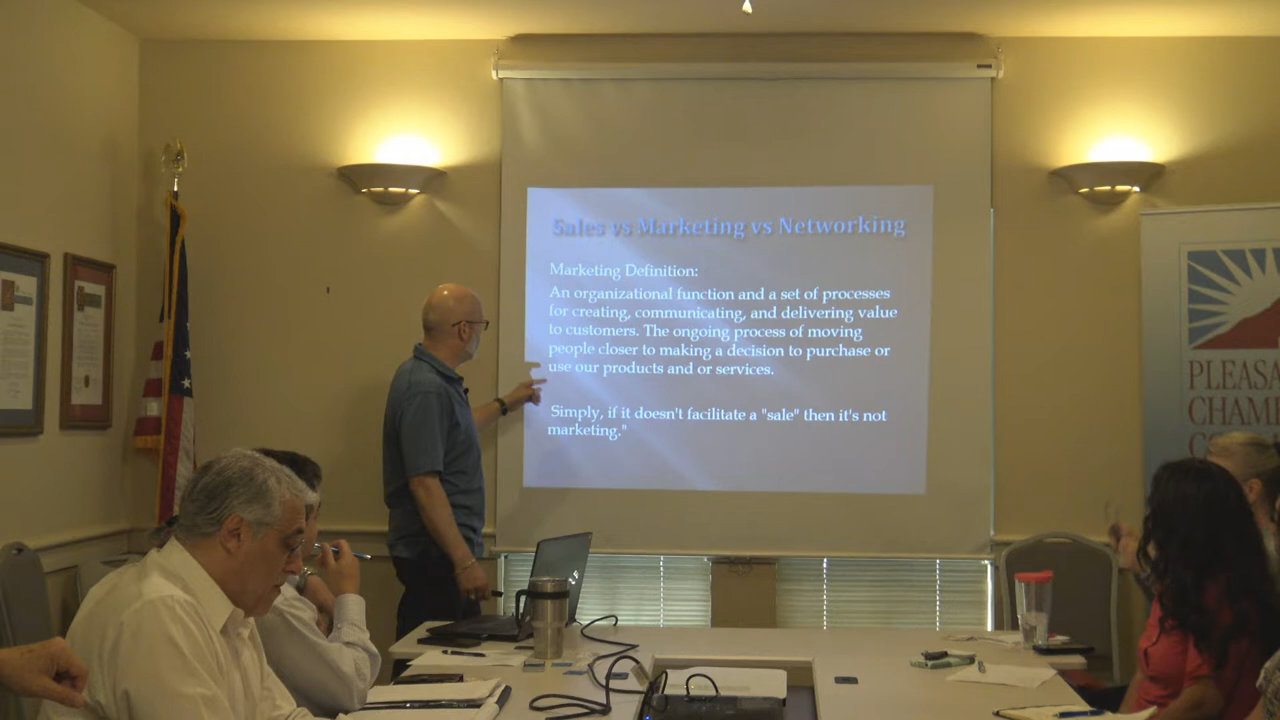 Sales vs Marketing vs Networking
Marketing Definition:
An organizational function and a set of processes
for creating, communicating, and delivering value
to customers. The ongoing process of moving
people closer to making a decision to purchase or
use our products and or services.
Simply, if it doesn't facilitate a "sale" then it's not
marketing."
PLEASA
CHAM
CO